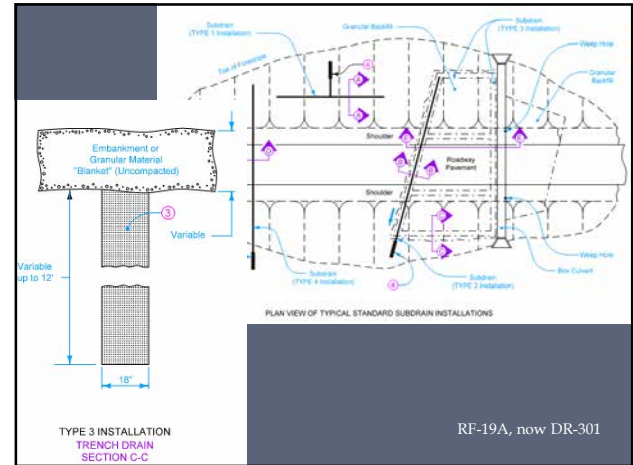 Subdrain
(TYPE 1 Installation)
Granular Backfill
Subdrain
(TYPE 3 Installation)
Weep Hole
Toe of Foreslope
4
A
A
Granular
Backfill
Embankment or
Granular Material
"Blanket" (Uncompacted)
Shoulder
C
C
D
B
B
Roadway
Pavement
3
Variable
Shoulder
Variable
up to 12'
C
C
Weep Hole
Subdrain
(TYPE 4 Installation)
4
Subdrain
(TYPE 2 Installation)
Box Culvert
PLAN VIEW OF TYPICAL STANDARD SUBDRAIN INSTALLATIONS
18"
TYPE 3 INSTALLATION
TRENCH DRAIN
SECTION C-C
RF-19A, now DR-301